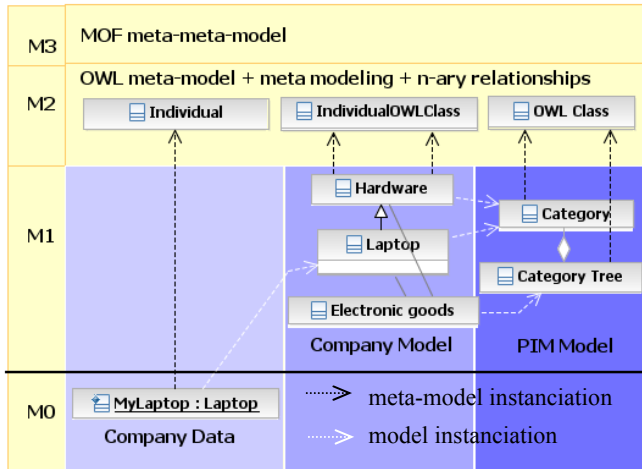 M3
MOF meta-meta-model
OWL meta-model + meta modeling + n-ary relationships
M2
Individual
IndividualOWLClass
OWL Class
M1
Hardware
Category
Laptop
Category Tree
Electronic goods
Company Model
PIM Model
M0
MyLaptop : Laptop
Company Data
meta-model instanciation
model instanciation